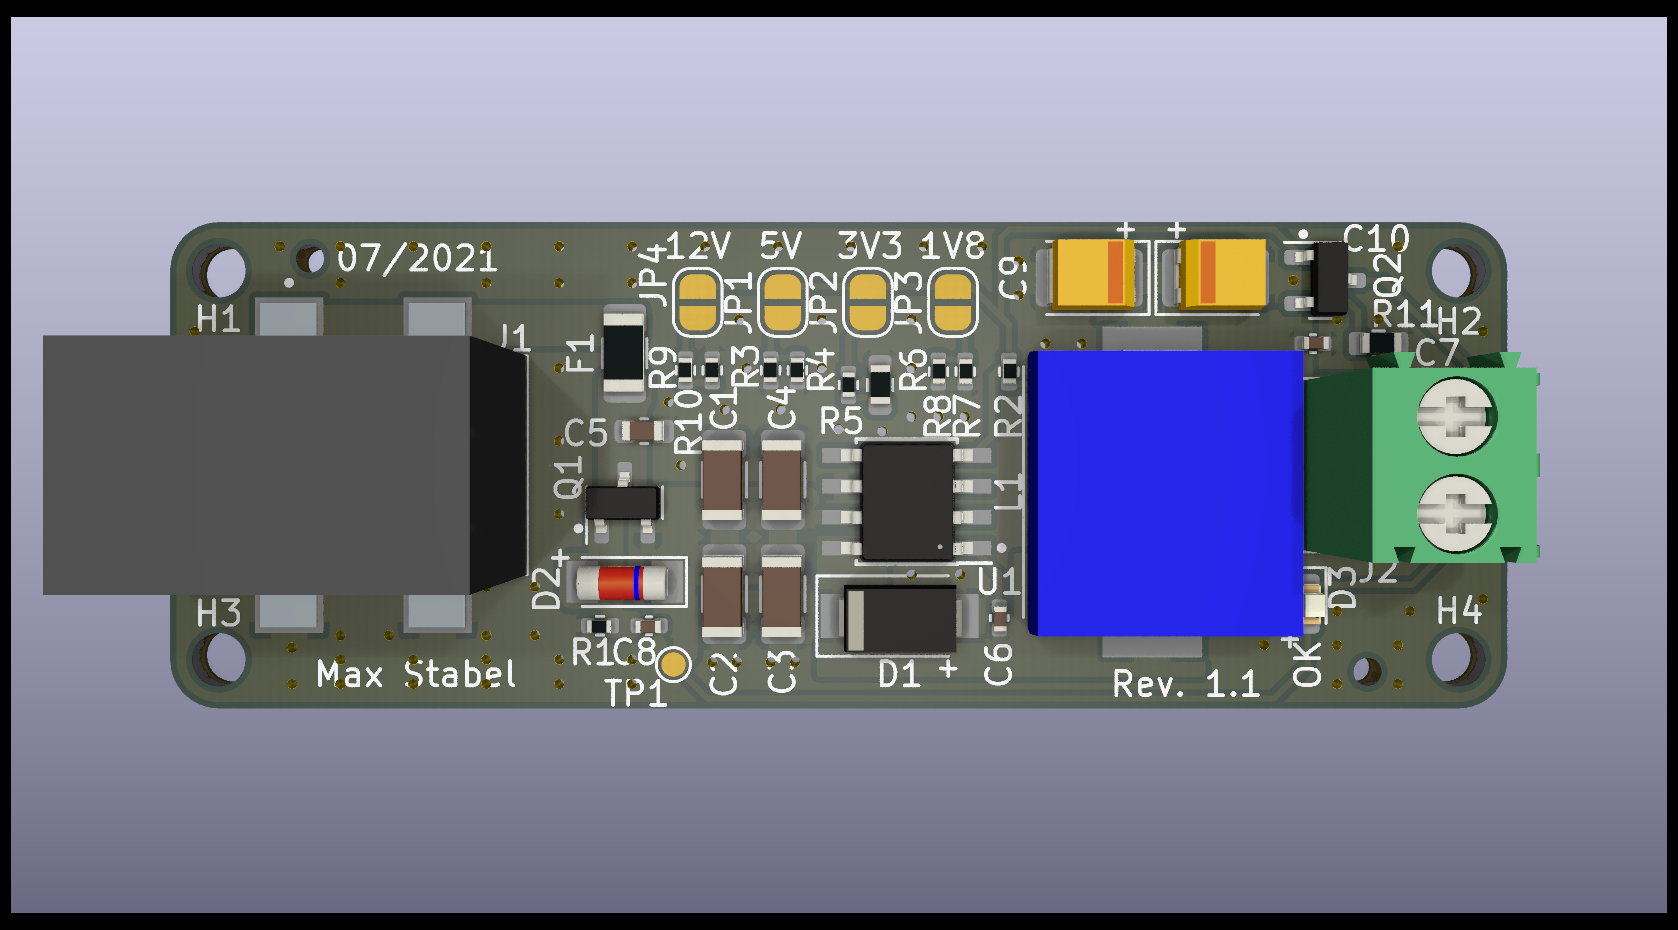 07/2021
JP4
12V
JP1
5V
JP2
3V3
JP3
1V8
C9
+
+
C10
Q2
H1
J1
F1
R9
R3
R4
R6
R11
H2
C7
R10
C1
C4
R5
R8
R7
R2
C5
Q1
L1
D2
+
U1
J2
D3
H3
R1
C8
TP1
C2
C3
D1 +
C6
+
OK
H4
Max Stabel
Rev. 1.1